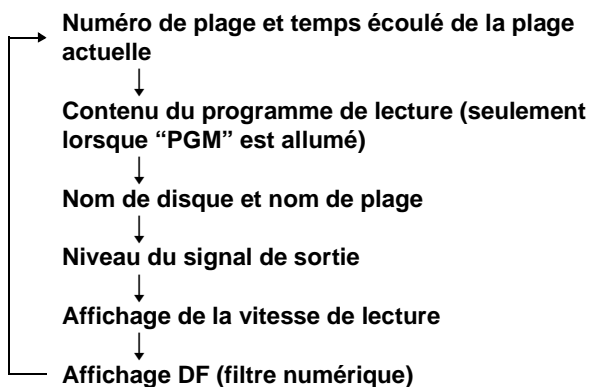 Numéro de plage et temps écoulé de la plage
actuelle
Contenu du programme de lecture (seulement
lorsque “PGM” est allumé)
Nom de disque et nom de plage
Niveau du signal de sortie
Affichage de la vitesse de lecture
Affichage DF (filtre numérique)